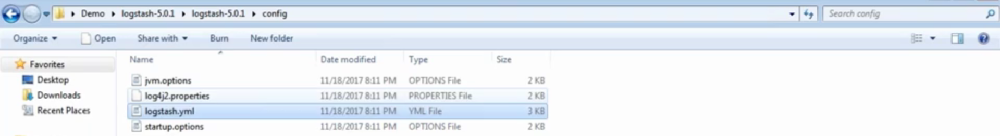 Demo logstash-5.0.1 logstash-5.0.1 config Search config
Organize Open Share with Burn New folder
Name Date modified Type Size
Favorites
Desktop
Downloads
Recent Places
jvm.options 11/18/2017 8:11 PM OPTIONS File 2 KB
log4j2.properties 11/18/2017 8:11 PM PROPERTIES File 2 KB
logstash.yml 11/18/2017 8:11 PM YML File 3 KB
startup.options 11/18/2017 8:11 PM OPTIONS File 2 KB